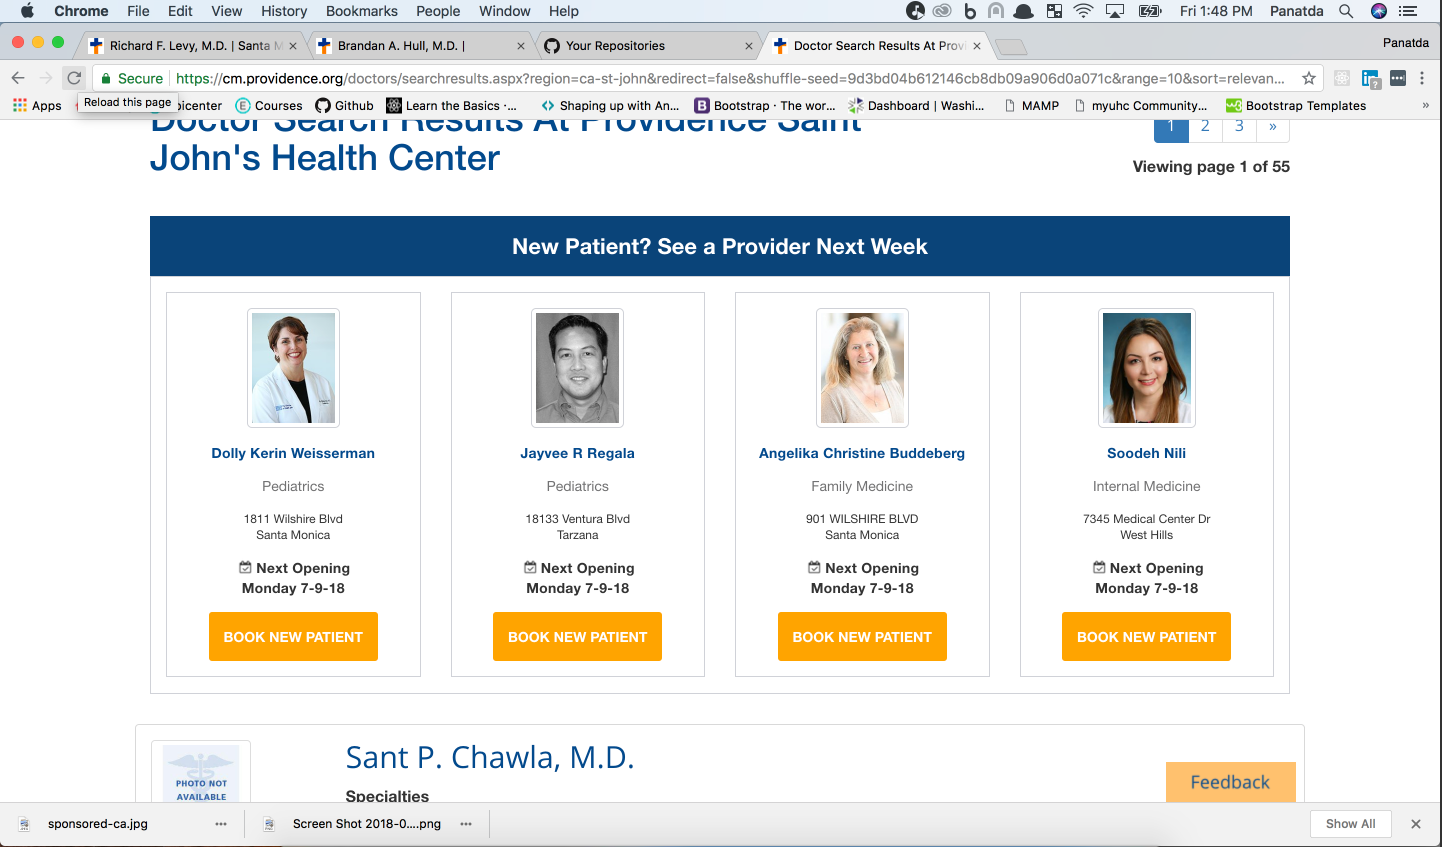 Chrome File Edit View History Bookmarks People Window Help Fri 1:48 PM Panatda
Richard F. Levy, M.D. | Santa M
Brandan A. Hull, M.D. |
Your Repositories
Doctor Search Results At Provi
Panatda
Secure https://cm.providence.org/doctors/searchresults.aspx?region=ca-st-john&redirect=false&shuffle-seed=9d3bd04b612146cb8db09a906d0a071c&range=10&sort=relevan...
Apps
Reload this page
picenter
Courses
Github
Learn the Basics ·...
Shaping up with An...
Bootstrap · The wor...
Dashboard | Washi...
MAMP
myuhc Community...
Bootstrap Templates
»
Doctor Search Results At Providence Saint
John's Health Center
1 2 3 »
Viewing page 1 of 55
New Patient? See a Provider Next Week
Dolly Kerin Weisserman
Pediatrics
1811 Wilshire Blvd
Santa Monica
Next Opening
Monday 7-9-18
BOOK NEW PATIENT
Jayvee R Regala
Pediatrics
18133 Ventura Blvd
Tarzana
Next Opening
Monday 7-9-18
BOOK NEW PATIENT
Angelika Christine Buddeberg
Family Medicine
901 WILSHIRE BLVD
Santa Monica
Next Opening
Monday 7-9-18
BOOK NEW PATIENT
Soodeh Nili
Internal Medicine
7345 Medical Center Dr
West Hills
Next Opening
Monday 7-9-18
BOOK NEW PATIENT
PHOTO NOT
AVAILABLE
Sant P. Chawla, M.D.
Specialties
Feedback
sponsored-ca.jpg
Screen Shot 2018-0....png
Show All